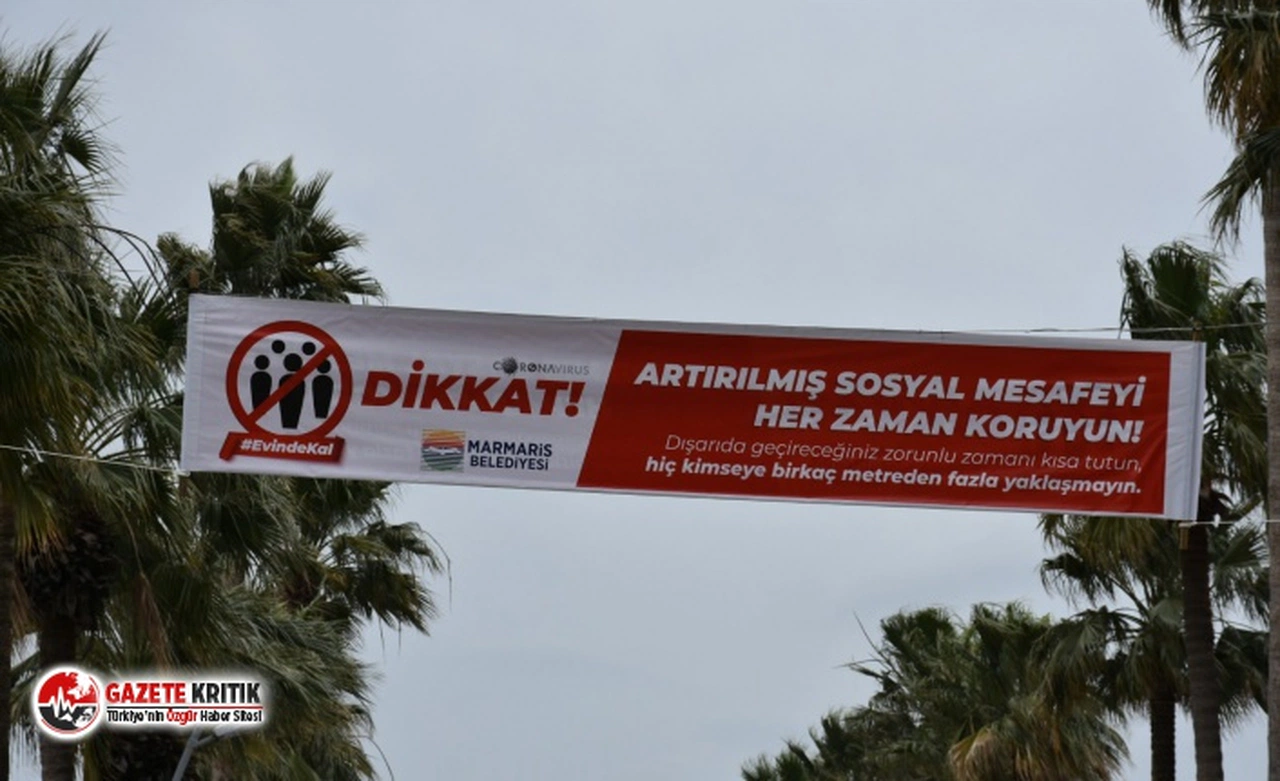 CORONAVIRUS
DİKKAT!
#EvindeKal
MARMARİS
BELEDİYESİ
ARTIRILMIŞ SOSYAL MESAFEYİ
HER ZAMAN KORUYUN!
Dışarıda geçireceğiniz zorunlu zamanı kısa tutun,
hiç kimseye birkaç metreden fazla yaklaşmayın.
GAZETE KRITIK
Türkiye'nin Özgür Haber Sitesi